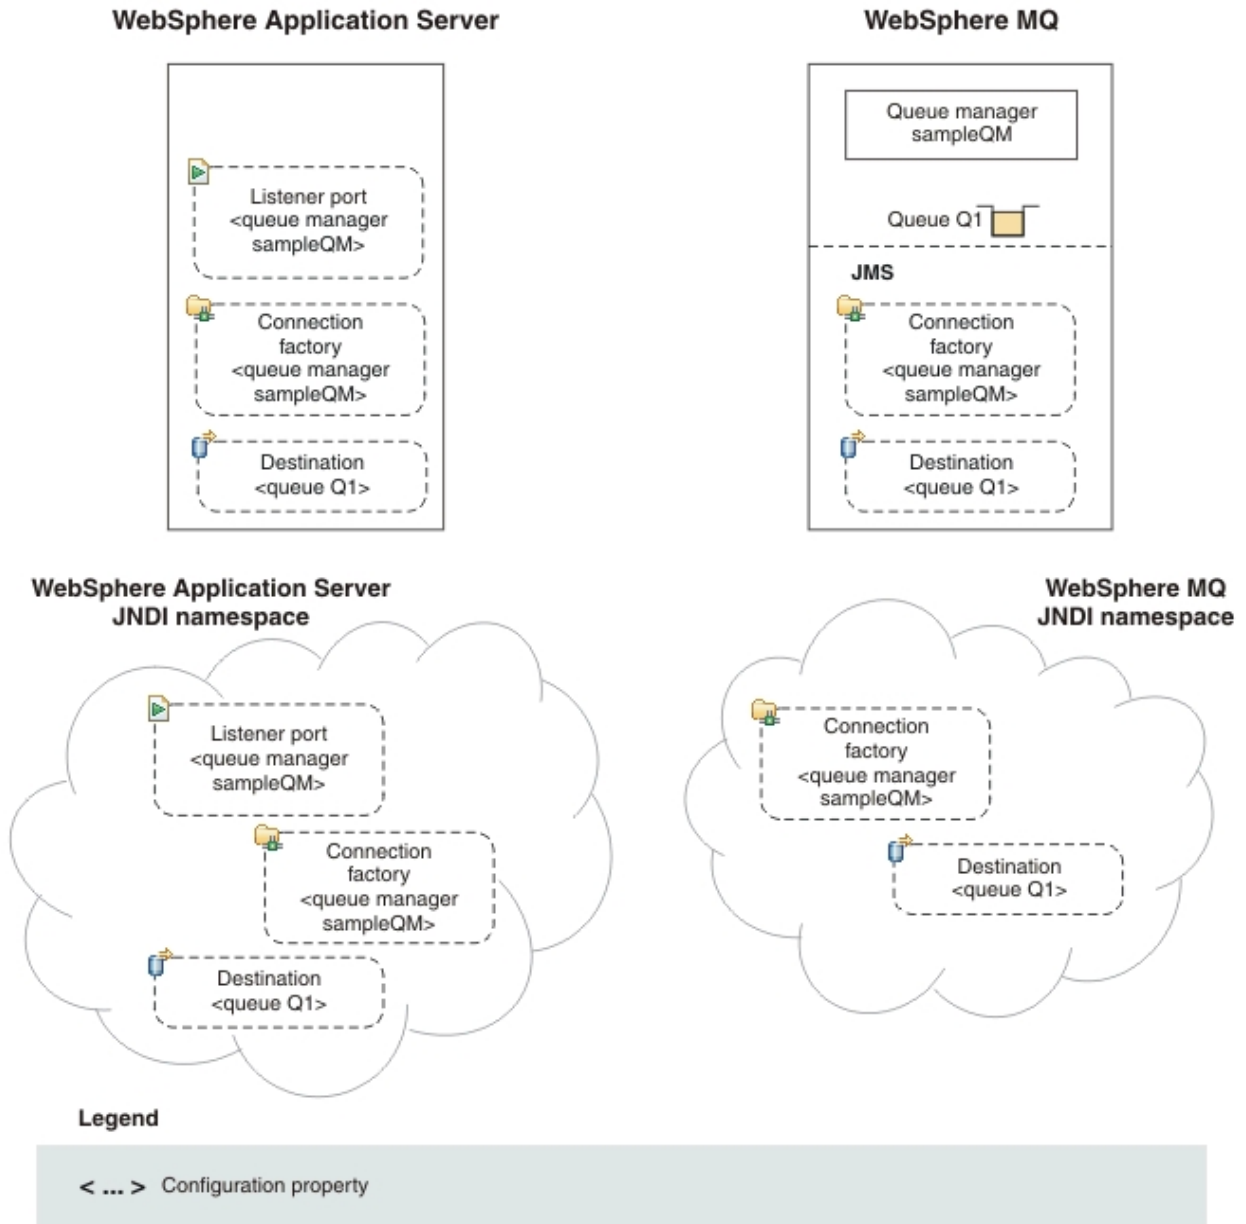 WebSphere Application Server
Listener port
<queue manager
sampleQM>
Connection
factory
<queue manager
sampleQM>
Destination
<queue Q1>
WebSphere MQ
Queue manager
sampleQM
Queue Q1
JMS
Connection
factory
<queue manager
sampleQM>
Destination
<queue Q1>
WebSphere Application Server
JNDI namespace
Listener port
<queue manager
sampleQM>
Connection
factory
<queue manager
sampleQM>
Destination
<queue Q1>
WebSphere MQ
JNDI namespace
Connection
factory
<queue manager
sampleQM>
Destination
<queue Q1>
Legend
< ... > Configuration property